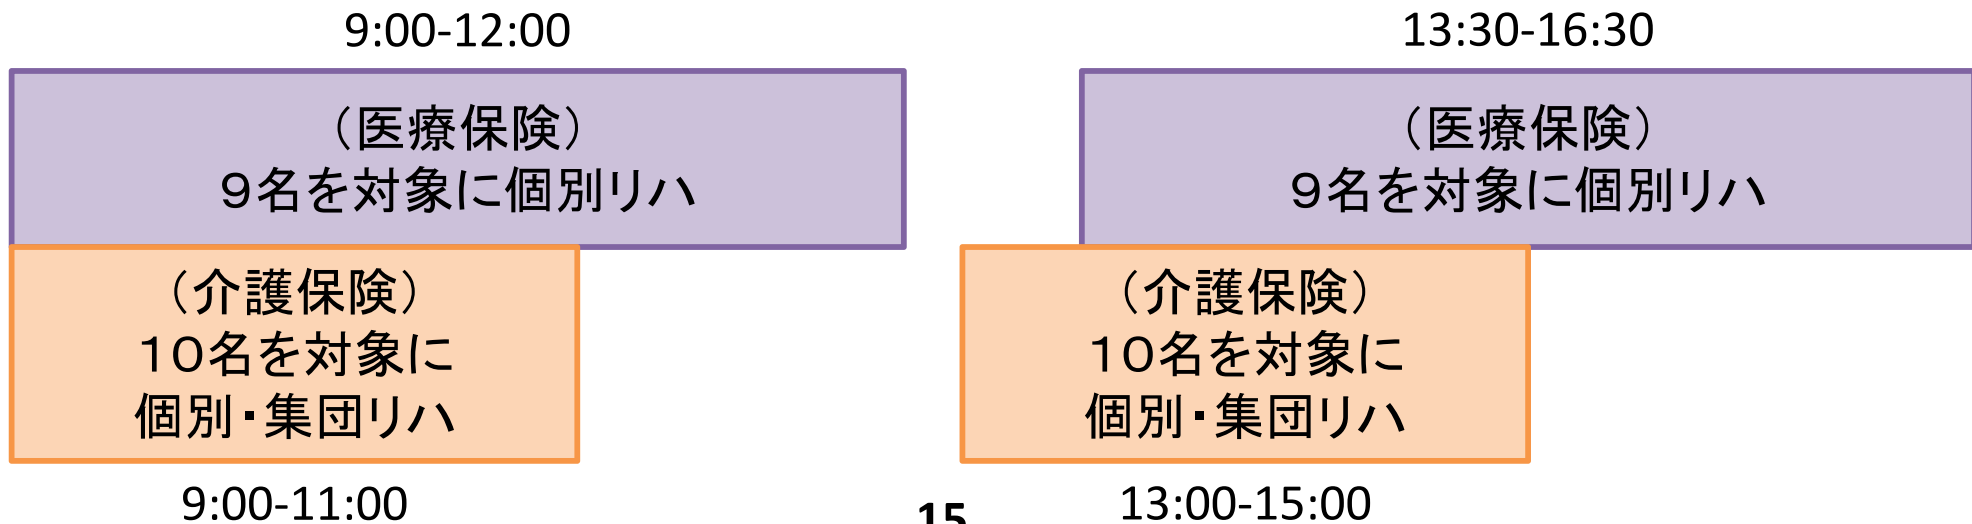 9:00-12:00
（医療保険）
９名を対象に個別リハ
（介護保険）
１０名を対象に
個別・集団リハ
9:00-11:00
13:30-16:30
（医療保険）
９名を対象に個別リハ
（介護保険）
１０名を対象に
個別・集団リハ
13:00-15:00
15